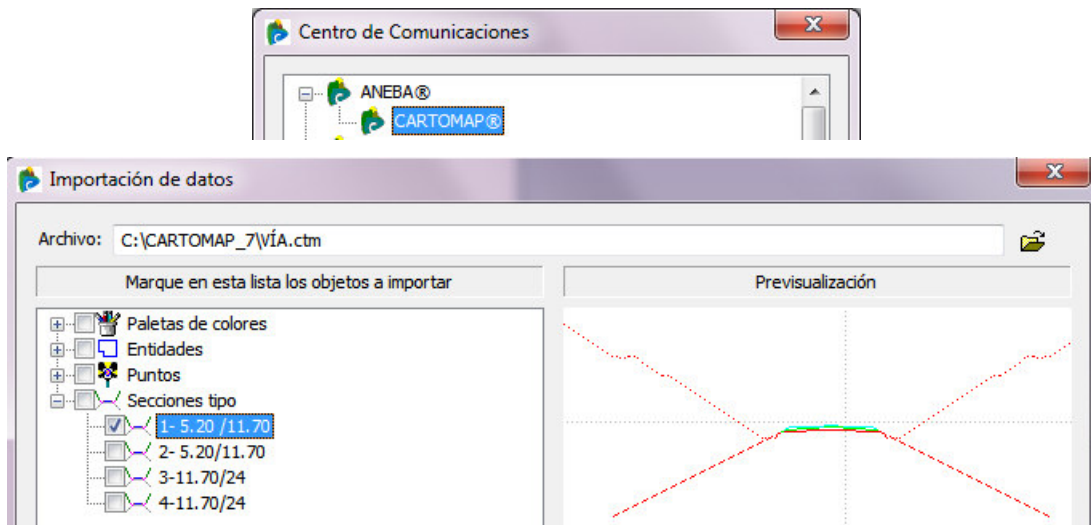 Centro de Comunicaciones
ANEBA®
CARTOMAP®
Importación de datos
Archivo: C:\CARTOMAP_7\VÍA.ctm
Marque en esta lista los objetos a importar
Previsualización
Paletas de colores
Entidades
Puntos
Secciones tipo
1- 5.20 /11.70
2- 5.20/11.70
3-11.70/24
4-11.70/24